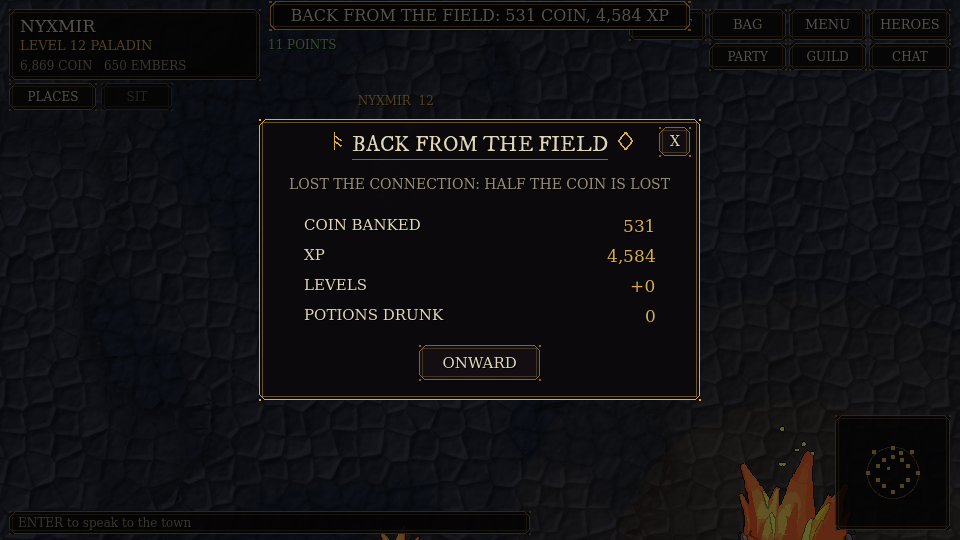 BACK FROM THE FIELD: 531 COIN, 4,584 XP
NYXMIR
LEVEL 12 PALADIN
6,869 COIN 650 EMBERS
11 POINTS
BAG
MENU
HEROES
PARTY
GUILD
CHAT
PLACES
SIT
NYXMIR 12
BACK FROM THE FIELD
X
LOST THE CONNECTION: HALF THE COIN IS LOST
COIN BANKED 531
XP 4,584
LEVELS +0
POTIONS DRUNK 0
ONWARD
ENTER to speak to the town